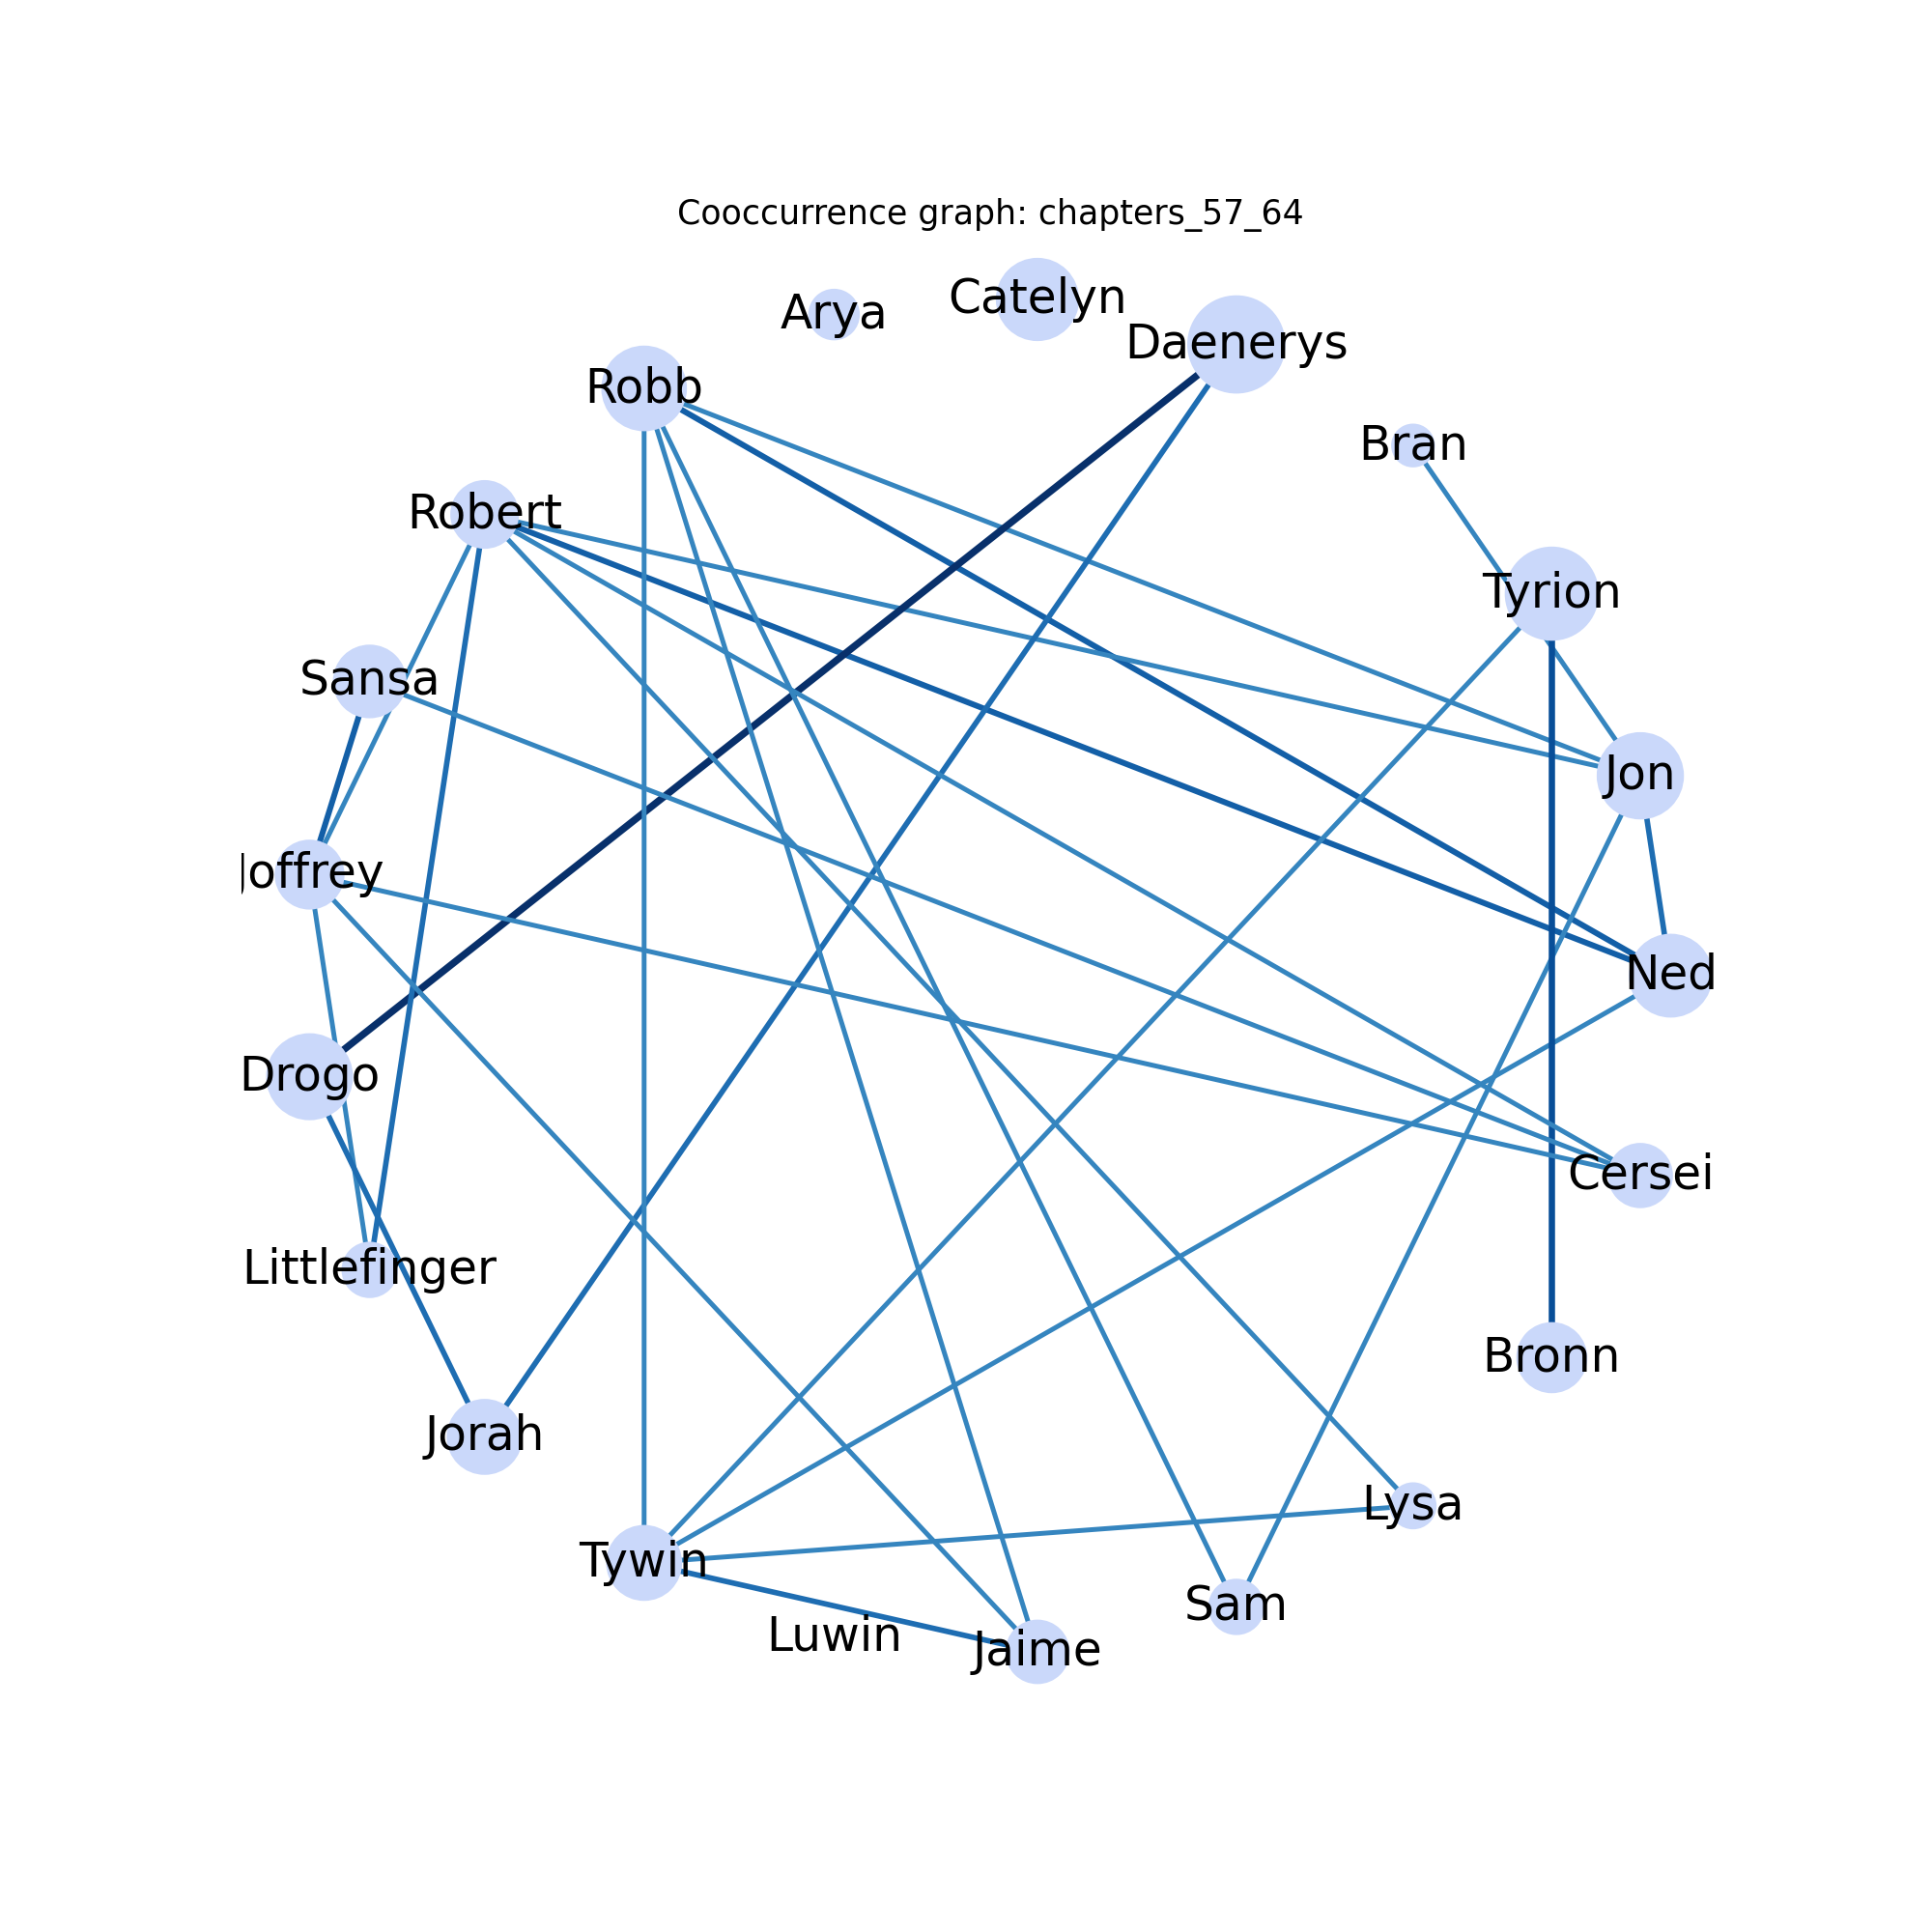 Cooccurrence graph: chapters_57_64
Catelyn
Arya
Daenerys
Robb
Bran
Robert
Tyrion
Sansa
Jon
Joffrey
Ned
Drogo
Cersei
Littlefinger
Bronn
Jorah
Lysa
Tywin
Sam
Luwin
Jaime